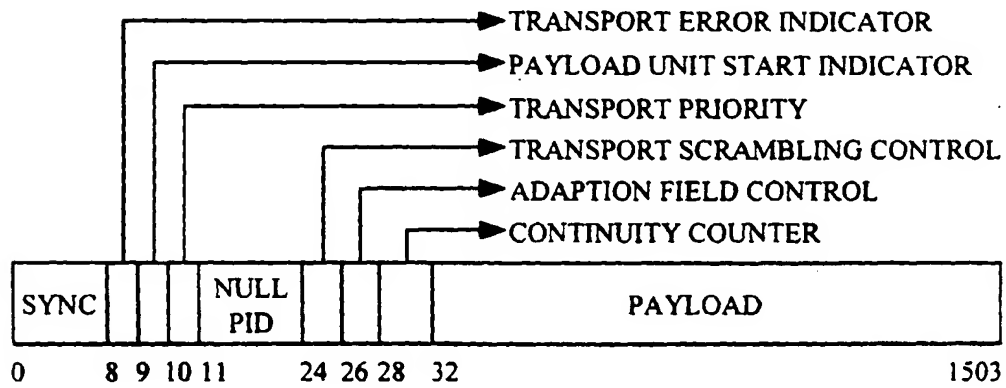 TRANSPORT ERROR INDICATOR
PAYLOAD UNIT START INDICATOR
TRANSPORT PRIORITY
TRANSPORT SCRAMBLING CONTROL
ADAPTION FIELD CONTROL
CONTINUITY COUNTER
SYNC
NULL
PID
PAYLOAD
0 8 9 10 11 24 26 28 32 1503